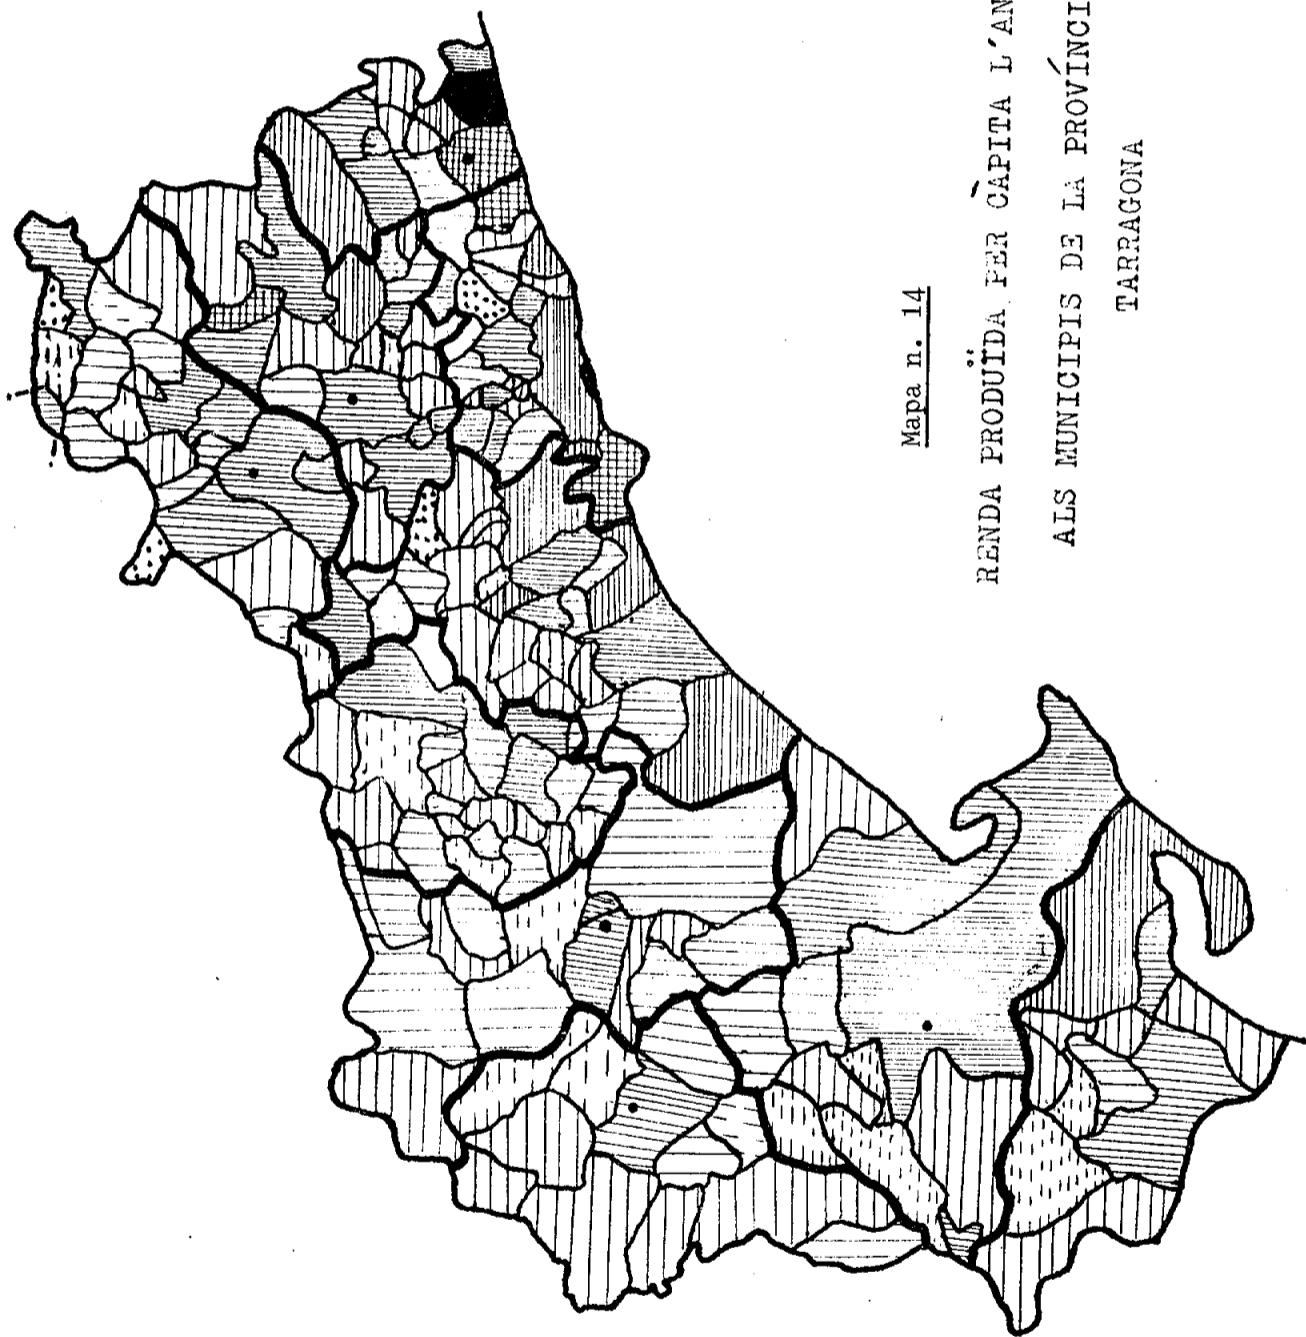 Mapa n. 14
RENDA PRODUÏDA PER CÀPITA L'AN
ALS MUNICIPIS DE LA PROVÍNCI
TARRAGONA